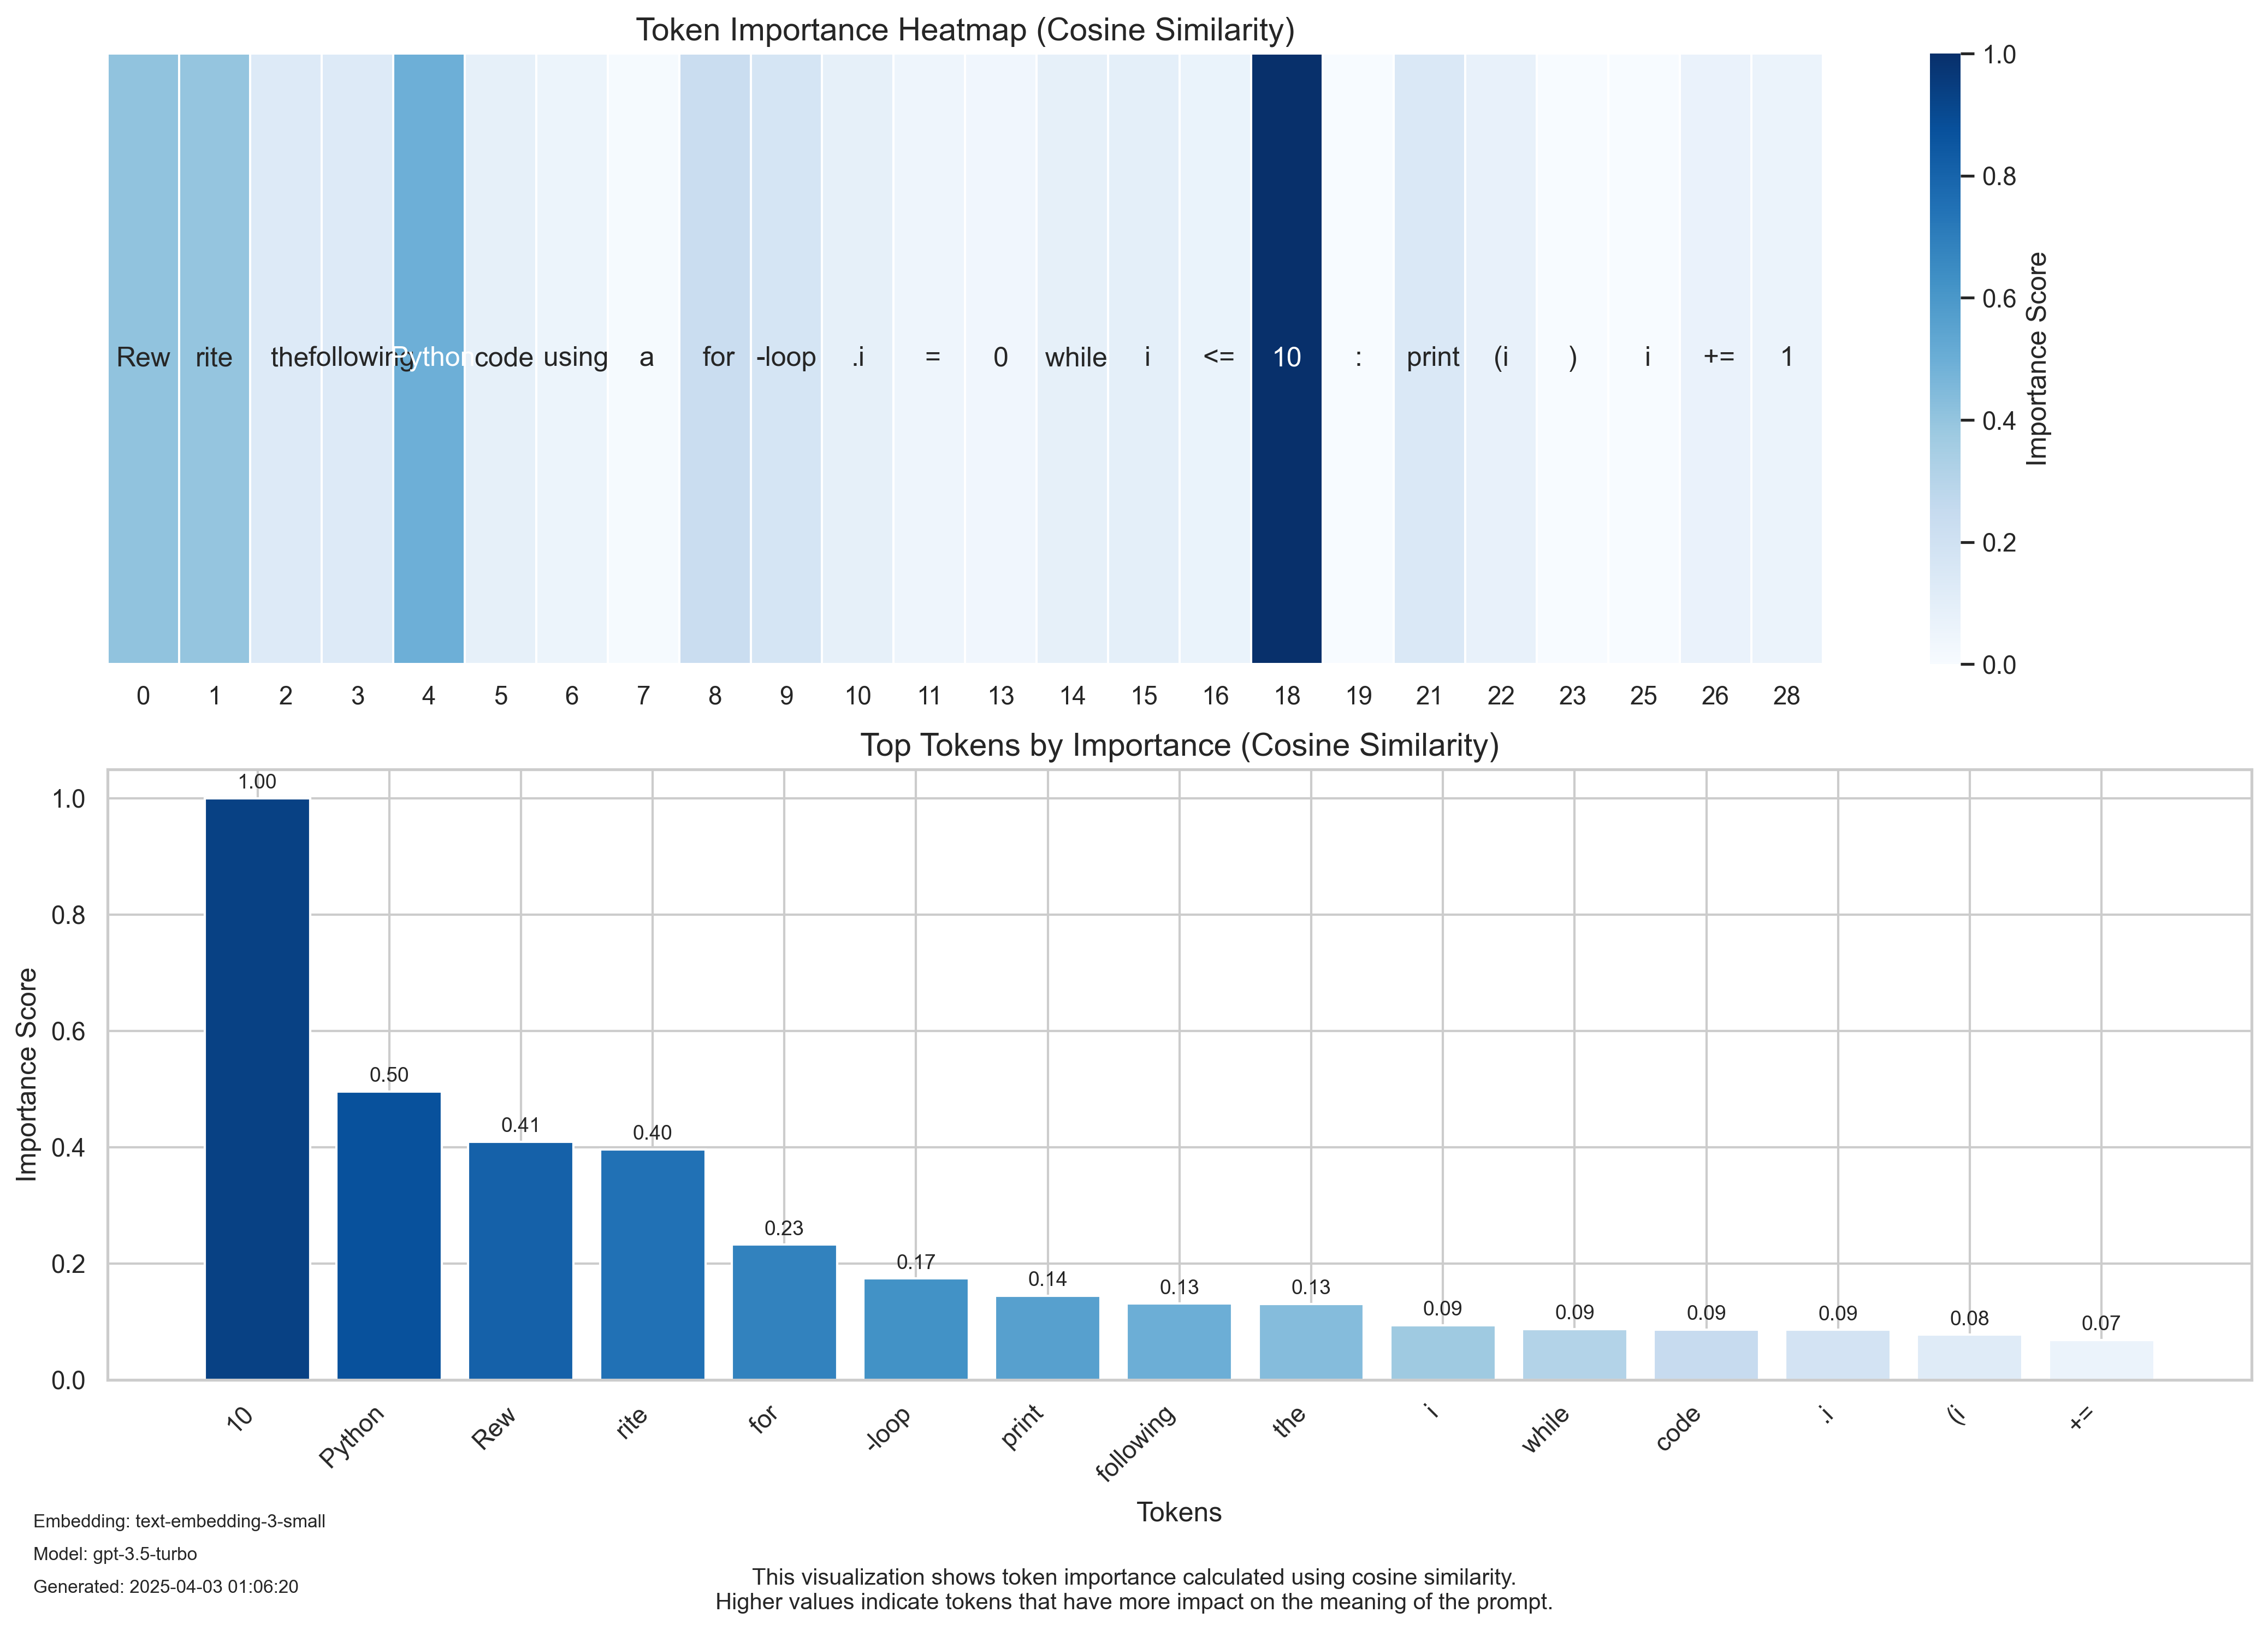 Token Importance Heatmap (Cosine Similarity)
Rew rite the following Python code using a for -loop .i = 0 while i <= 10 : print (i ) i += 1
0 1 2 3 4 5 6 7 8 9 10 11 13 14 15 16 18 19 21 22 23 25 26 28
1.0
0.8
0.6
0.4
0.2
0.0
Importance Score
Top Tokens by Importance (Cosine Similarity)
Importance Score
1.0
0.8
0.6
0.4
0.2
0.0
1.00 0.50 0.41 0.40 0.23 0.17 0.14 0.13 0.13 0.09 0.09 0.09 0.09 0.08 0.07
10 Python Rew rite for -loop print following the i while code .i (i +=
Tokens
Embedding: text-embedding-3-small
Model: gpt-3.5-turbo
Generated: 2025-04-03 01:06:20
This visualization shows token importance calculated using cosine similarity.
Higher values indicate tokens that have more impact on the meaning of the prompt.